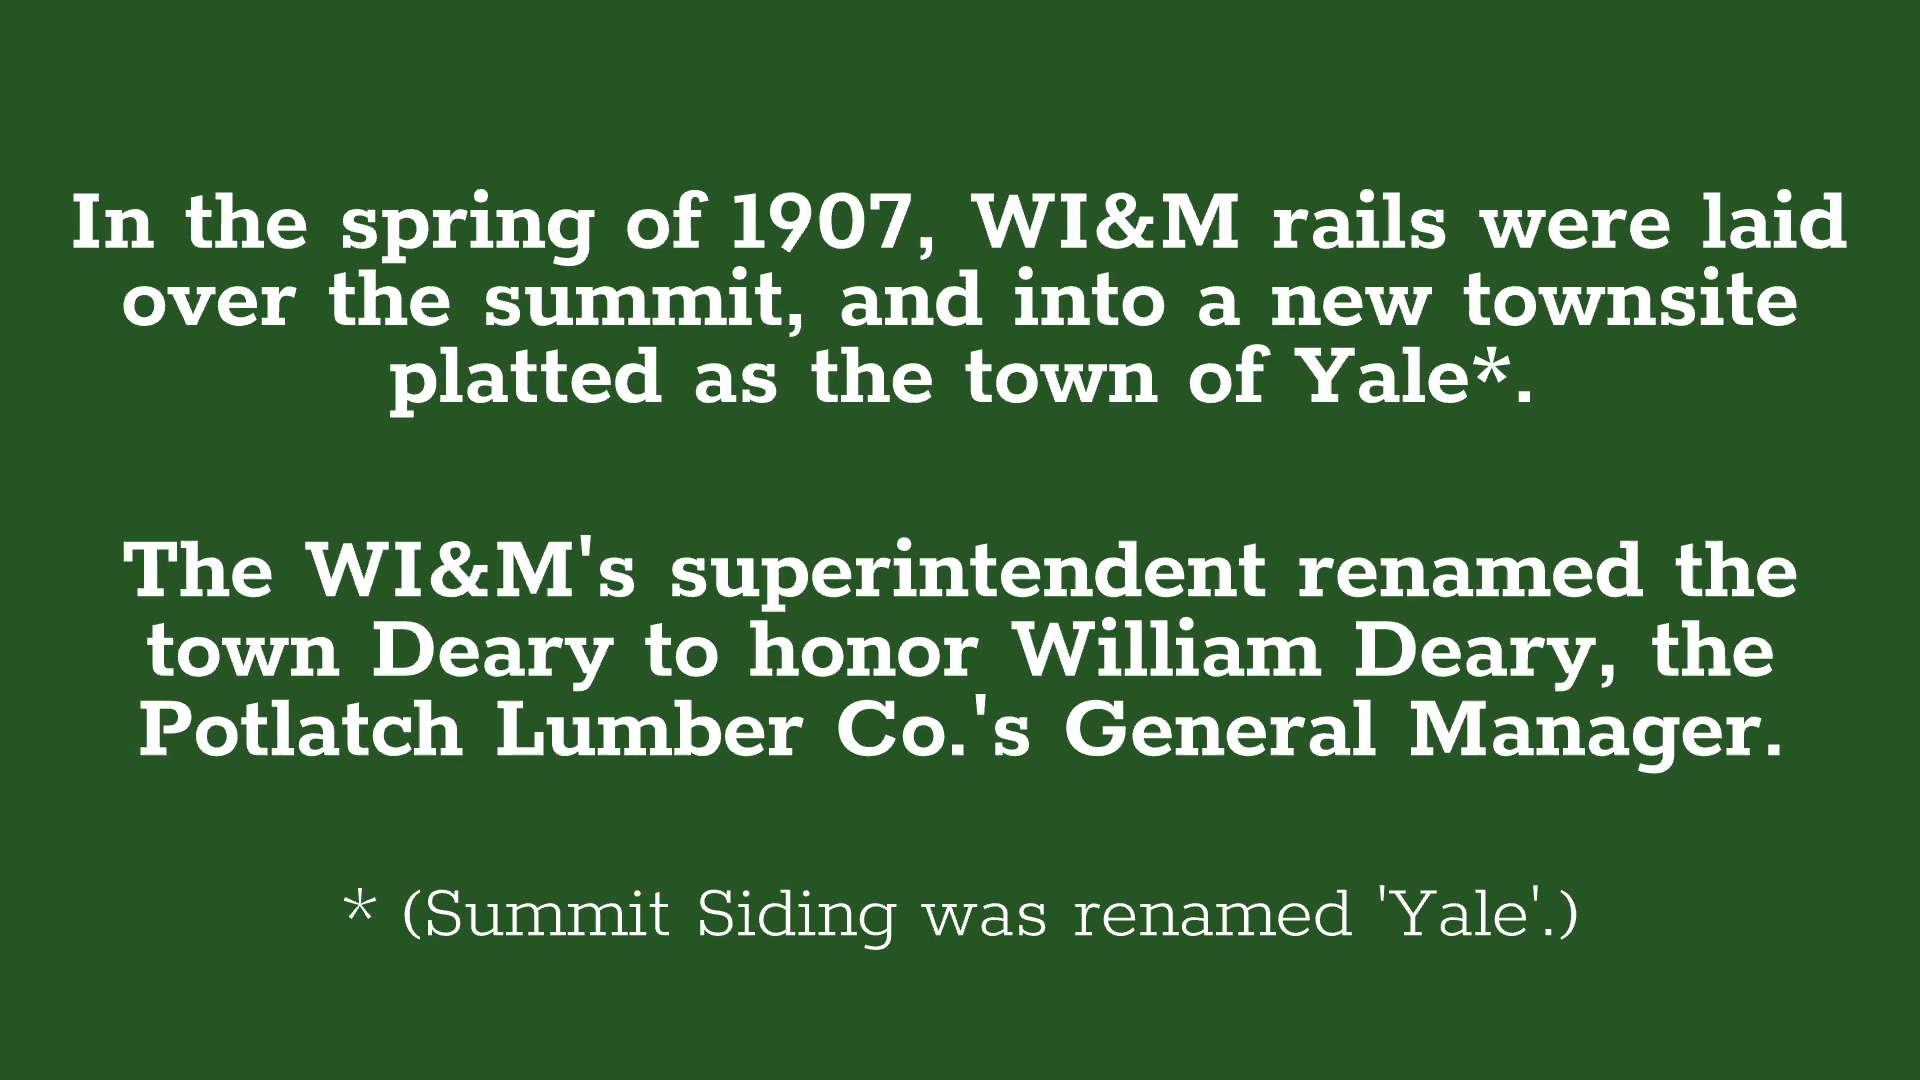 In the spring of 1907, WI&M rails were laid
over the summit, and into a new townsite
platted as the town of Yale*.
The WI&M's superintendent renamed the
town Deary to honor William Deary, the
Potlatch Lumber Co.'s General Manager.
* (Summit Siding was renamed 'Yale'.)